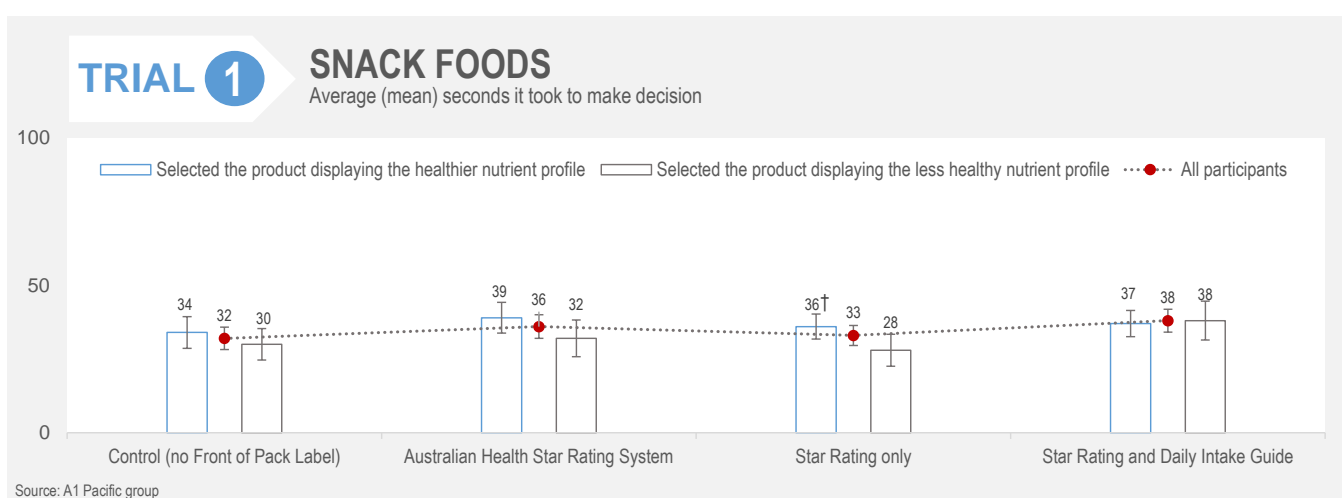 TRIAL 1
SNACK FOODS
Average (mean) seconds it took to make decision
100
Selected the product displaying the healthier nutrient profile Selected the product displaying the less healthy nutrient profile All participants
50
34 32 30 39 36 32 36† 33 28 37 38 38
0
Control (no Front of Pack Label) Australian Health Star Rating System Star Rating only Star Rating and Daily Intake Guide
Source: A1 Pacific group